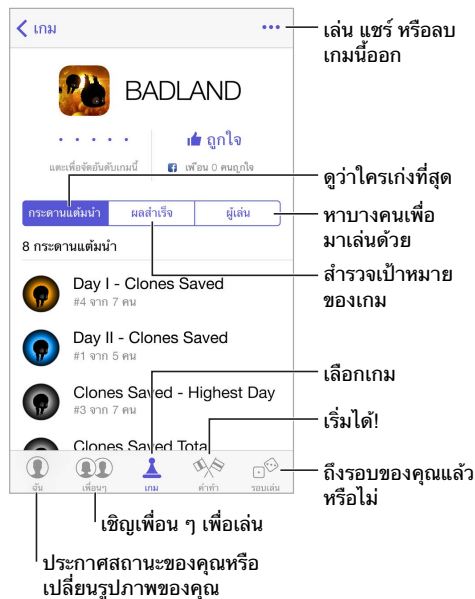 เกม
เล่น แชร์ หรือลบ
เกมนี้ออก
BADLAND
ถูกใจ
แตะเพื่อจัดอันดับเกมนี้
เพื่อน 0 คนถูกใจ
ดูว่าใครเก่งที่สุด
กระดานแต้มนำ
ผลสำเร็จ
ผู้เล่น
หาบางคนเพื่อ
มาเล่นด้วย
8 กระดานแต้มนำ
สำรวจเป้าหมาย
ของเกม
Day I - Clones Saved
#4 จาก 7 คน
Day II - Clones Saved
#1 จาก 5 คน
เลือกเกม
Clones Saved - Highest Day
#3 จาก 7 คน
เริ่มได้!
Clones Saved Total
ฉัน
เพื่อนๆ
เกม
คำท้า
รอบเล่น
ถึงรอบของคุณแล้ว
หรือไม่
เชิญเพื่อน ๆ เพื่อเล่น
ประกาศสถานะของคุณหรือ
เปลี่ยนรูปภาพของคุณ